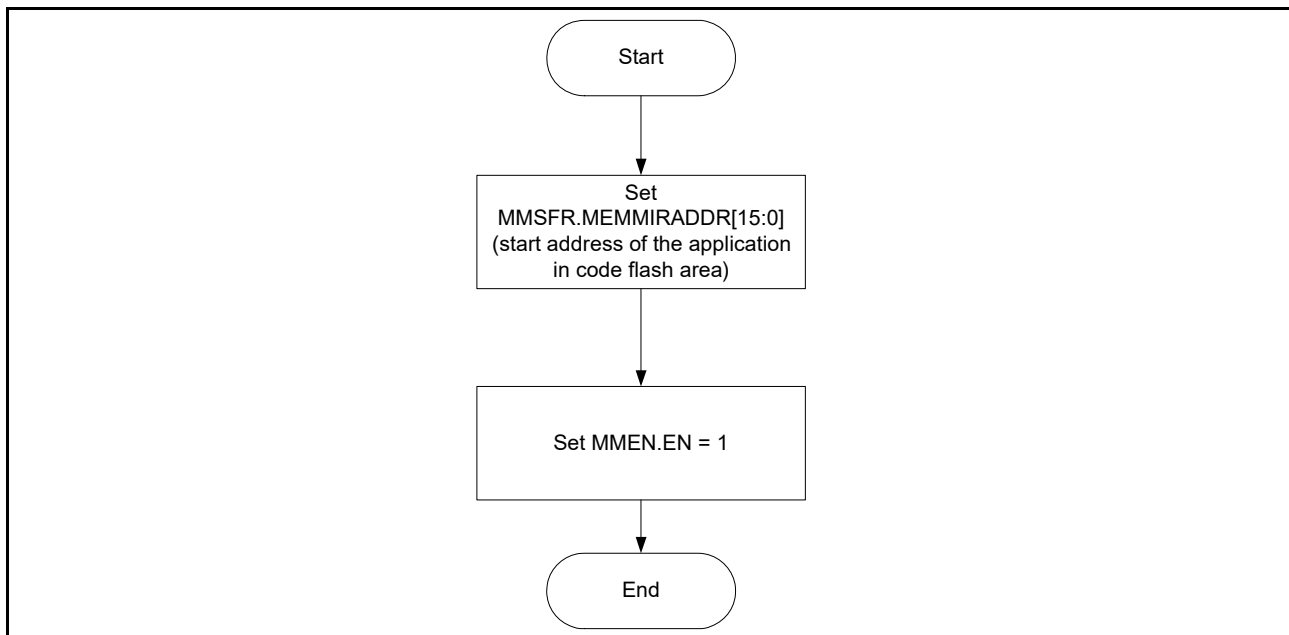 Start
Set
MMSFR.MEMMIRADDR[15:0]
(start address of the application
in code flash area)
Set MMEN.EN = 1
End